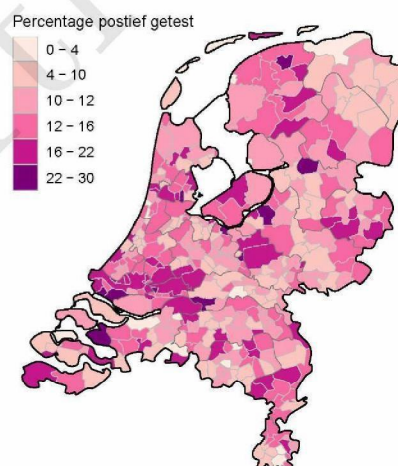 Percentage postief getest
0 – 4
4 – 10
10 – 12
12 – 16
16 – 22
22 – 30